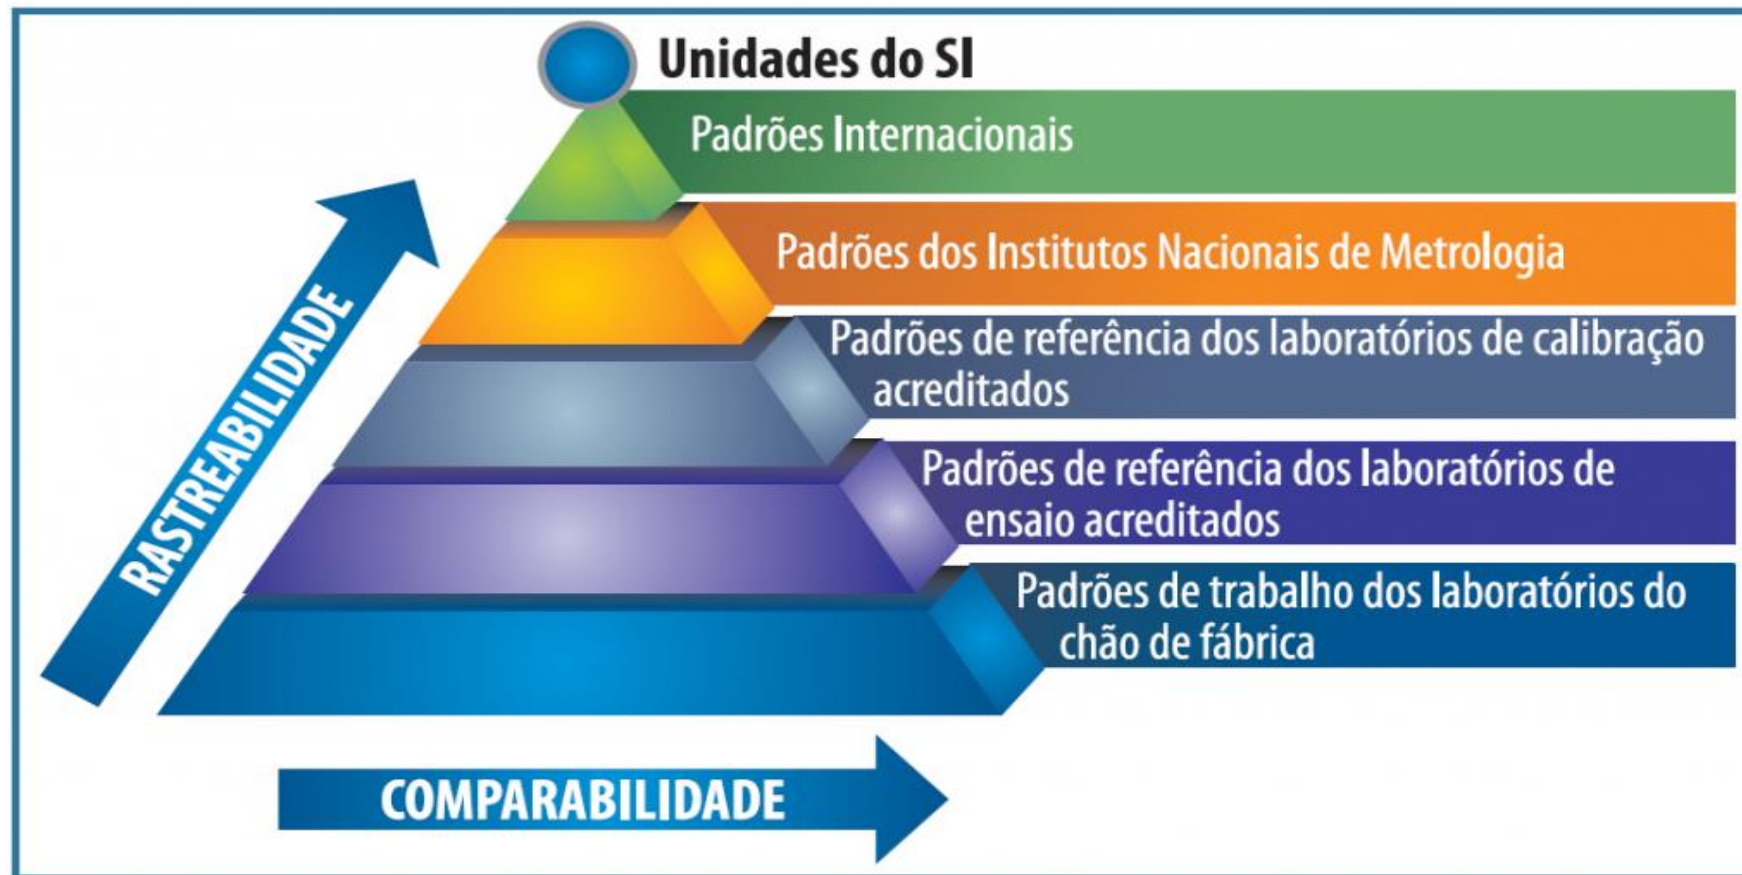 Unidades do SI
Padrões Internacionais
Padrões dos Institutos Nacionais de Metrologia
Padrões de referência dos laboratórios de calibração
acreditados
Padrões de referência dos laboratórios de
ensaio acreditados
Padrões de trabalho dos laboratórios do
chão de fábrica
RASTREABILIDADE
COMPARABILIDADE